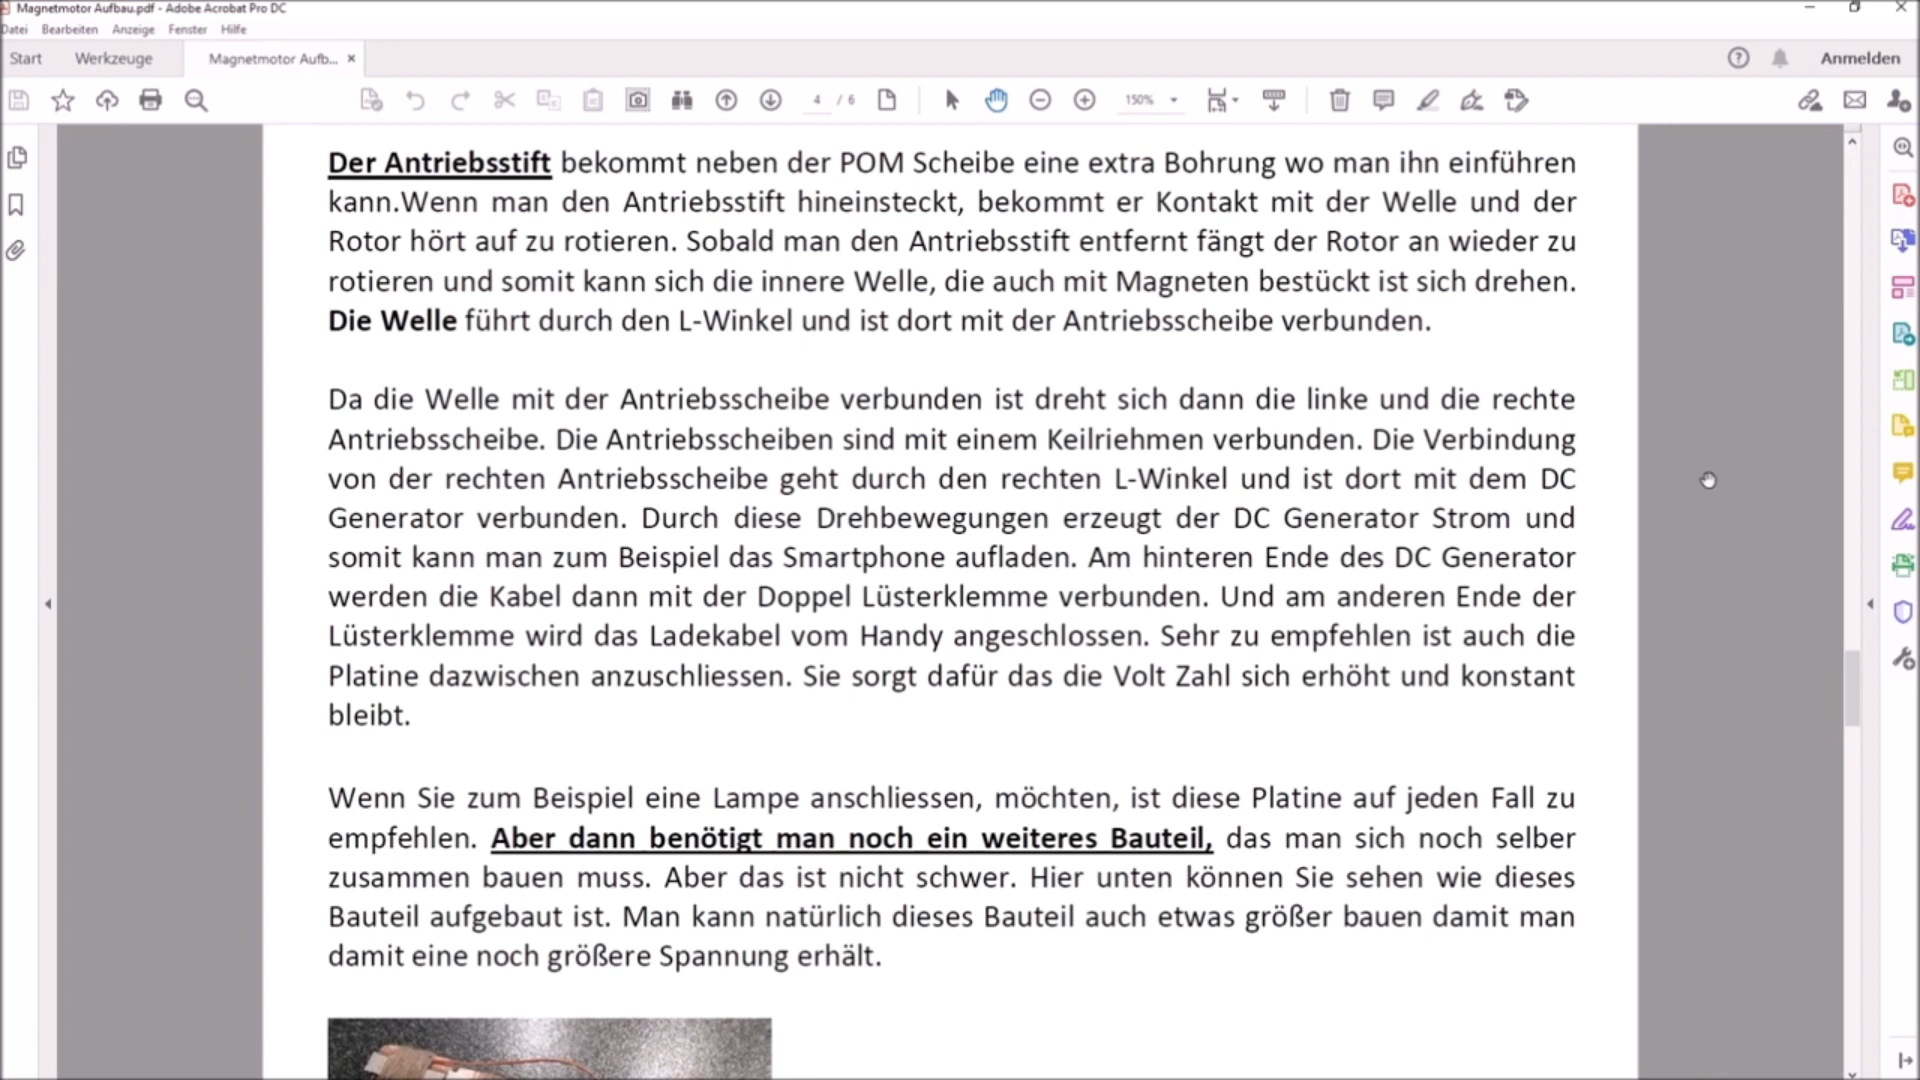 Magnetmotor Aufbau.pdf - Adobe Acrobat Pro DC
Datei Bearbeiten Anzeige Fenster Hilfe
Start Werkzeuge Magnetmotor Aufb... Anmelden
4 / 6 150%
Der Antriebsstift bekommt neben der POM Scheibe eine extra Bohrung wo man ihn einführen
kann.Wenn man den Antriebsstift hineinsteckt, bekommt er Kontakt mit der Welle und der
Rotor hört auf zu rotieren. Sobald man den Antriebsstift entfernt fängt der Rotor an wieder zu
rotieren und somit kann sich die innere Welle, die auch mit Magneten bestückt ist sich drehen.
Die Welle führt durch den L-Winkel und ist dort mit der Antriebsscheibe verbunden.
Da die Welle mit der Antriebsscheibe verbunden ist dreht sich dann die linke und die rechte
Antriebsscheibe. Die Antriebsscheiben sind mit einem Keilriehmen verbunden. Die Verbindung
von der rechten Antriebsscheibe geht durch den rechten L-Winkel und ist dort mit dem DC
Generator verbunden. Durch diese Drehbewegungen erzeugt der DC Generator Strom und
somit kann man zum Beispiel das Smartphone aufladen. Am hinteren Ende des DC Generator
werden die Kabel dann mit der Doppel Lüsterklemme verbunden. Und am anderen Ende der
Lüsterklemme wird das Ladekabel vom Handy angeschlossen. Sehr zu empfehlen ist auch die
Platine dazwischen anzuschliessen. Sie sorgt dafür das die Volt Zahl sich erhöht und konstant
bleibt.
Wenn Sie zum Beispiel eine Lampe anschliessen, möchten, ist diese Platine auf jeden Fall zu
empfehlen. Aber dann benötigt man noch ein weiteres Bauteil, das man sich noch selber
zusammen bauen muss. Aber das ist nicht schwer. Hier unten können Sie sehen wie dieses
Bauteil aufgebaut ist. Man kann natürlich dieses Bauteil auch etwas größer bauen damit man
damit eine noch größere Spannung erhält.